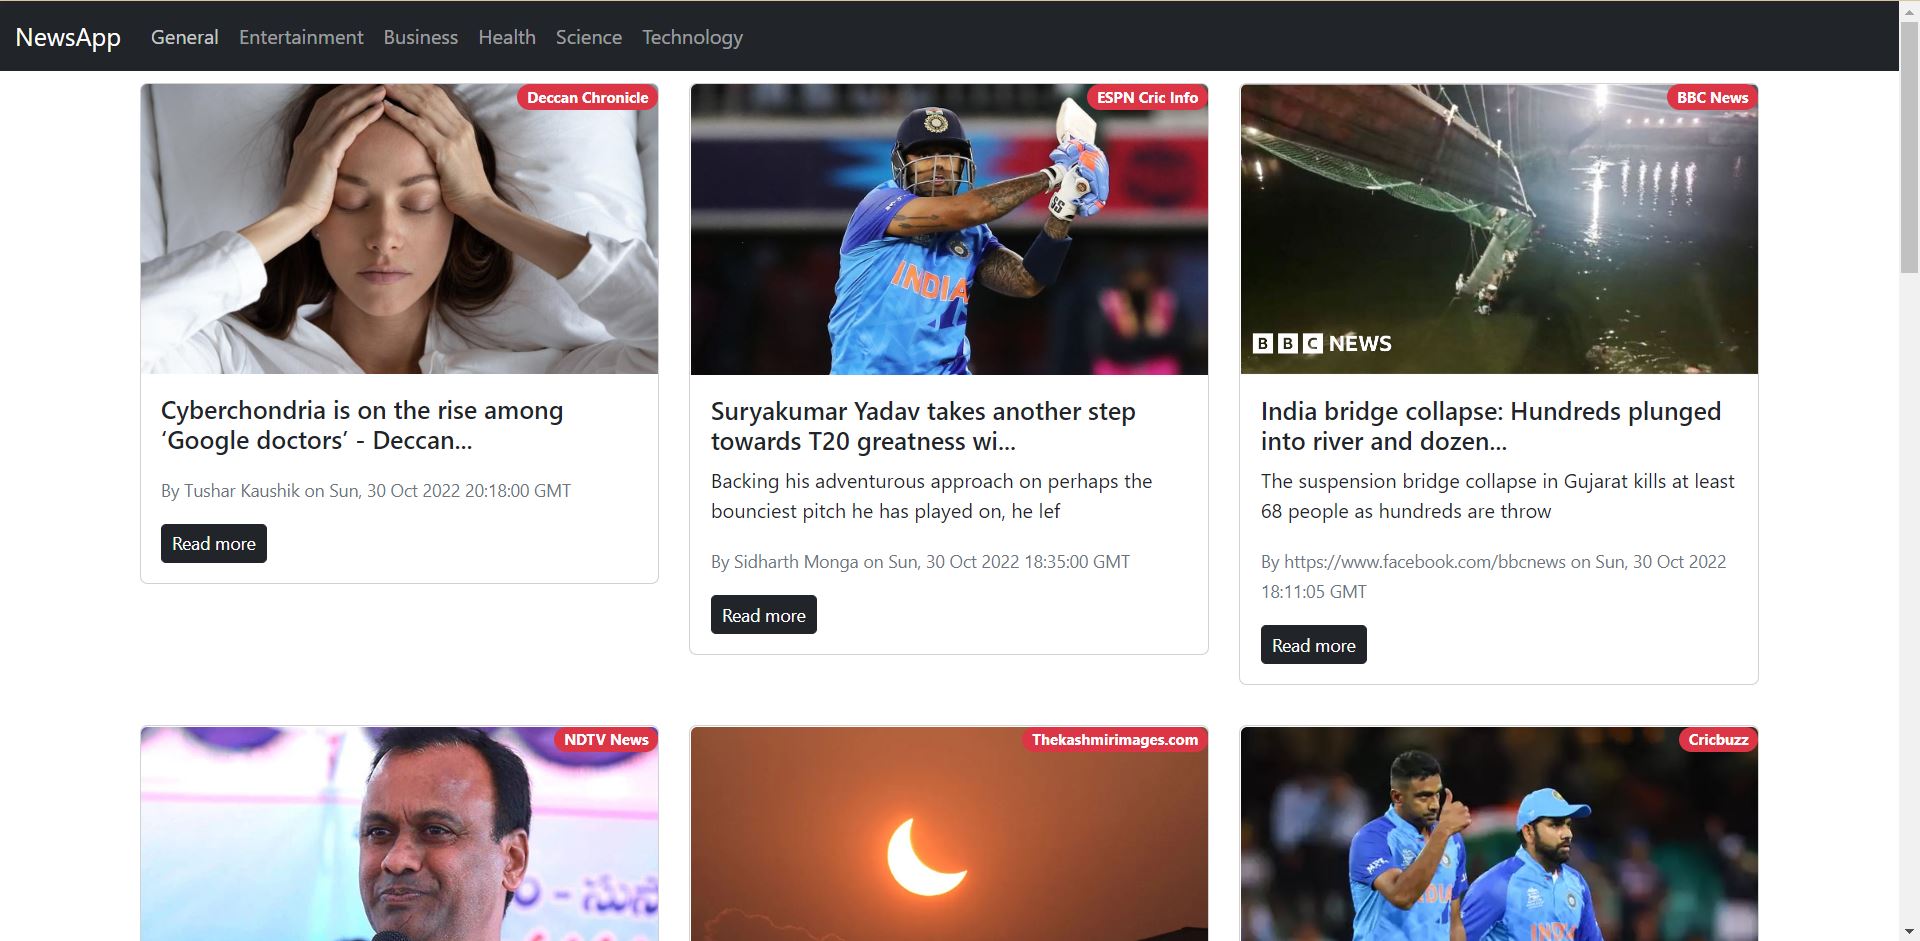 NewsApp General Entertainment Business Health Science Technology
Deccan Chronicle
Cyberchondria is on the rise among
‘Google doctors’ - Deccan...
By Tushar Kaushik on Sun, 30 Oct 2022 20:18:00 GMT
Read more
ESPN Cric Info
SS
INDIA
Suryakumar Yadav takes another step
towards T20 greatness wi...
Backing his adventurous approach on perhaps the
bounciest pitch he has played on, he lef
By Sidharth Monga on Sun, 30 Oct 2022 18:35:00 GMT
Read more
BBC News
BBC NEWS
India bridge collapse: Hundreds plunged
into river and dozen...
The suspension bridge collapse in Gujarat kills at least
68 people as hundreds are throw
By https://www.facebook.com/bbcnews on Sun, 30 Oct 2022
18:11:05 GMT
Read more
NDTV News
Thekashmirimages.com
Cricbuzz
INDIA
INDIA